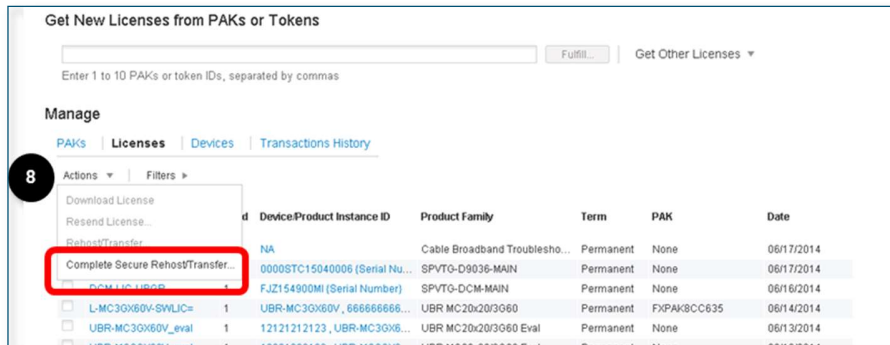 Get New Licenses from PAKs or Tokens
Fulfill... Get Other Licenses
Enter 1 to 10 PAKs or token IDs, separated by commas
Manage
PAKs Licenses Devices Transactions History
8 Actions Filters
Download License
Resend License...
d Device/Product Instance ID Product Family Term PAK Date
Rehost/Transfer...
NA Cable Broadband Troublesho... Permanent None 06/17/2014
Complete Secure Rehost/Transfer...
0000STC15040006 (Serial Nu... SPVTG-D9036-MAIN Permanent None 06/17/2014
DCM-LIC-UPGR 1 FJZ154900MI (Serial Number) SPVTG-DCM-MAIN Permanent None 06/16/2014
L-MC3GX60V-SWLIC= 1 UBR-MC3GX60V , 666666666... UBR MC20x20/3G60 Permanent FXPAK8CC635 06/14/2014
UBR-MC3GX60V_eval 1 12121212123 , UBR-MC3GX6... UBR MC20x20/3G60 Eval Permanent None 06/13/2014